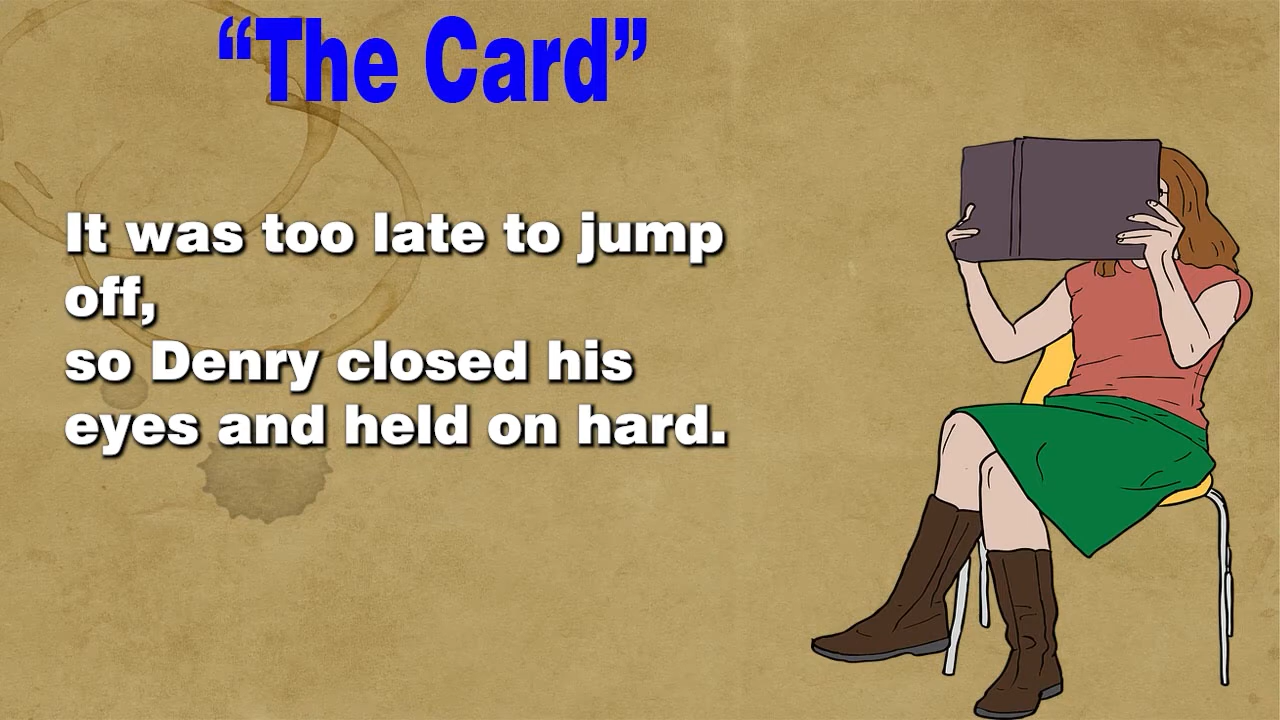 “The Card”
It was too late to jump
off,
so Denry closed his
eyes and held on hard.